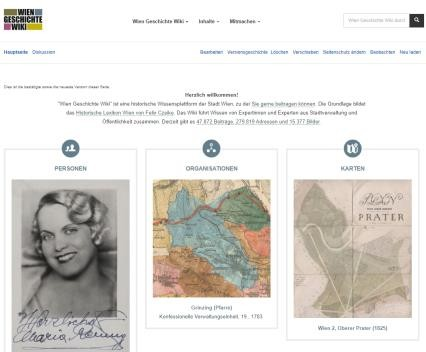 WIEN
GESCHICHTE
WIKI
Wien Geschichte Wiki
Inhalte
Mitmachen
Wien Geschichte Wiki durch
Hauptseite Diskussion
Bearbeiten Versionsgeschichte Löschen Verschieben Seitenschutz ändern Beobachten Neu laden
Dies ist die bestätigte sowie die neueste Version dieser Seite.
Herzlich willkommen!
"Wien Geschichte Wiki" ist eine historische Wissensplattform der Stadt Wien, zu der Sie gerne beitragen können. Die Grundlage bildet
das Historische Lexikon Wien von Felix Czeike. Das Wiki führt Wissen von Expertinnen und Experten aus Stadtverwaltung und
Öffentlichkeit zusammen. Derzeit gibt es 47.872 Beiträge, 279.819 Adressen und 15.377 Bilder.
PERSONEN
ORGANISATIONEN
KARTEN
PRATER
Grinzing (Pfarre)
Konfessionelle Verwaltungseinheit, 19., 1783
Wien 2, Oberer Prater (1825)